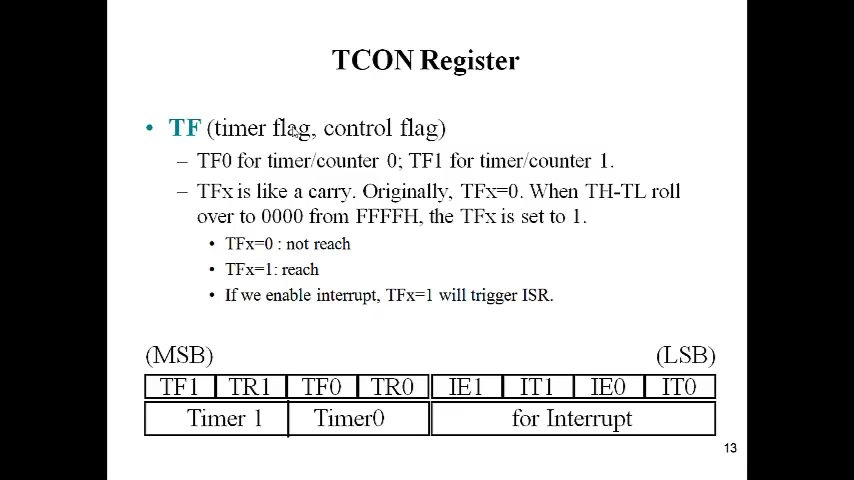 TCON Register
• TF (timer flag, control flag)
– TF0 for timer/counter 0; TF1 for timer/counter 1.
– TFx is like a carry. Originally, TFx=0. When TH-TL roll
over to 0000 from FFFFH, the TFx is set to 1.
• TFx=0 : not reach
• TFx=1: reach
• If we enable interrupt, TFx=1 will trigger ISR.
(MSB) (LSB)
TF1 TR1 TF0 TR0 IE1 IT1 IE0 IT0
Timer 1 Timer0 for Interrupt
13